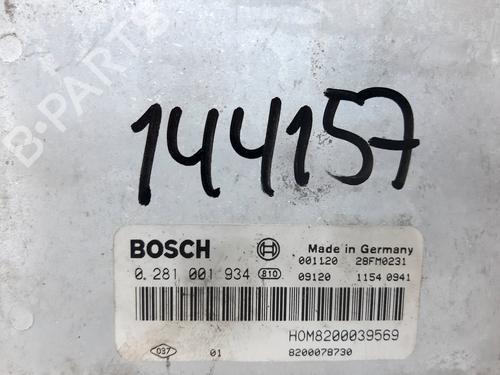 B-PARTS
144157
BOSCH
Made in Germany
0 281 001 934 810
001120 28FM0231
09120 1154 0941
HOM8200039569
037 01 8200078730